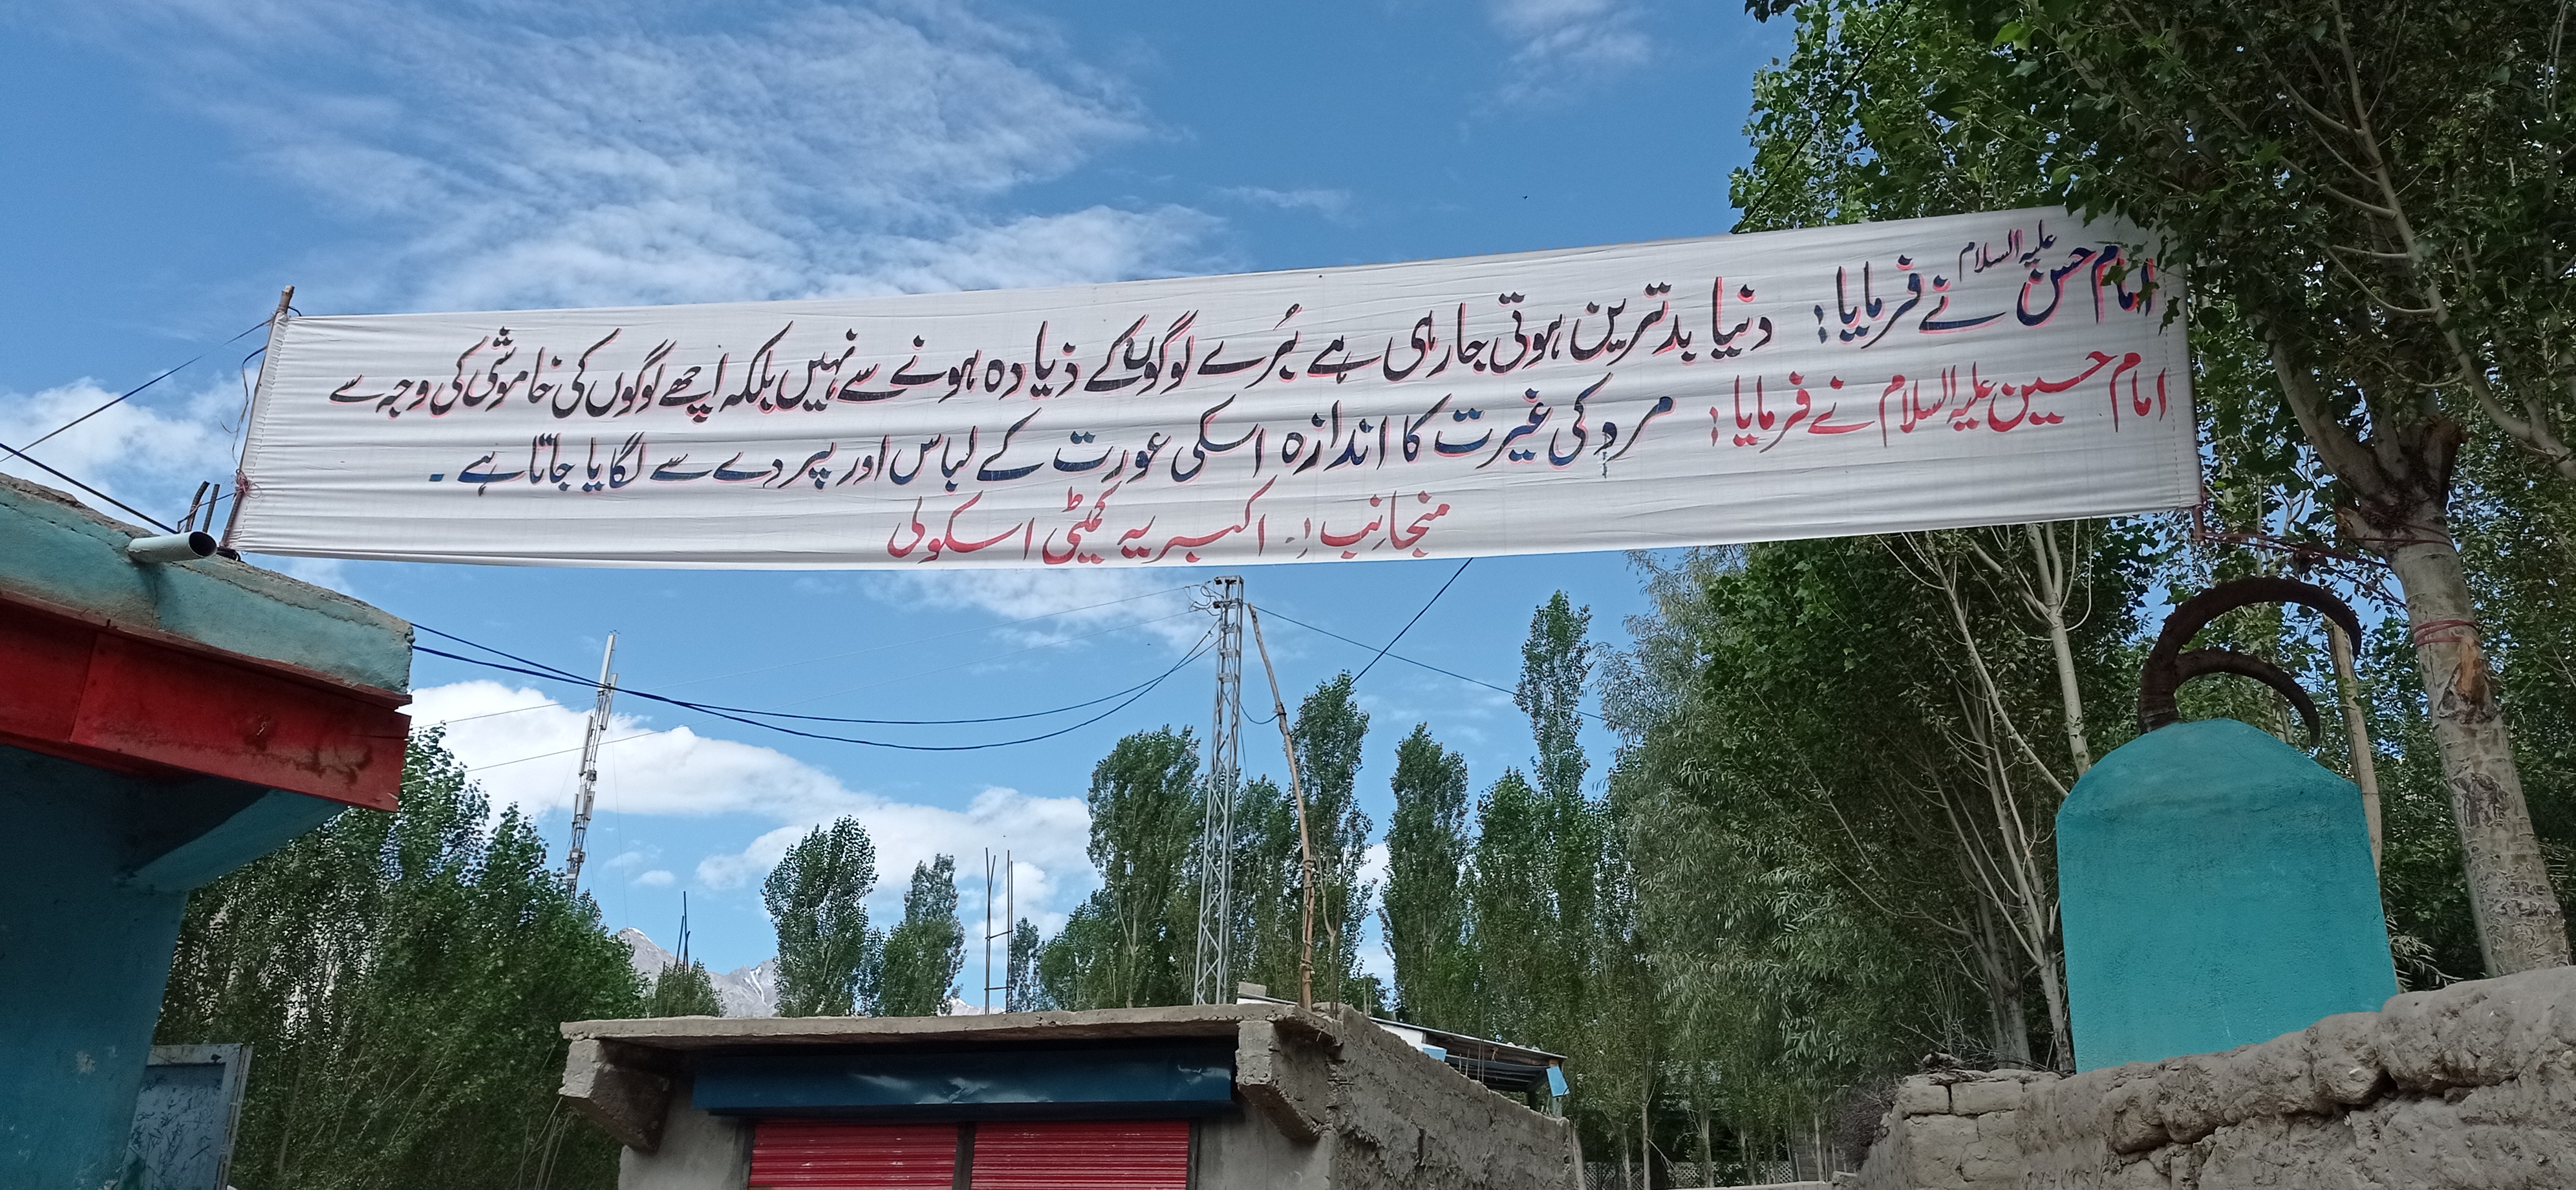 امام حسن علیہ السلام نے فرمایا: دنیا بدترین ہوتی جارہی ہے بُرے لوگوں کے ذیادہ ہونے سے نہیں بلکہ اچھے لوگوں کی خاموشی کی وجہ سے
امام حسین علیہ السلام نے فرمایا: مرد کی غیرت کا اندازہ اسکی عورت کے لباس اور پردے سے لگایا جاتا ہے ۔
منجانب :۔ اکبریہ کمیٹی اسکولی